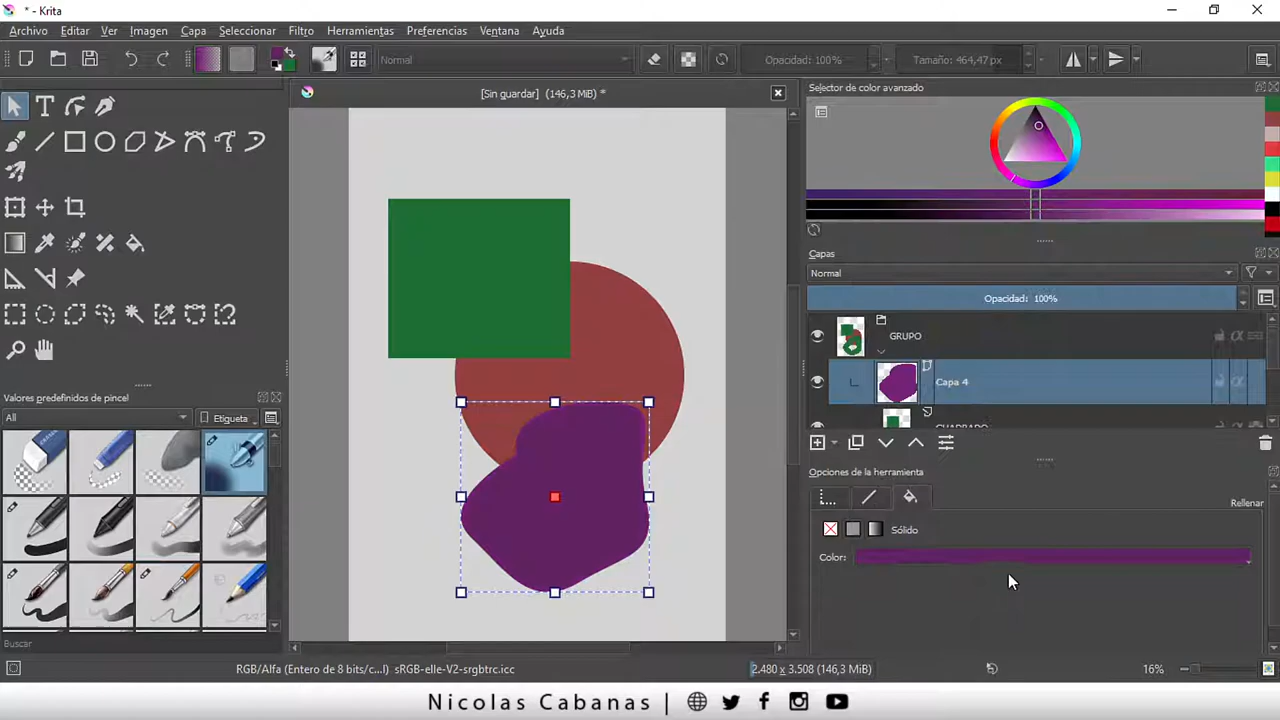 * - Krita
Archivo Editar Ver Imagen Capa Seleccionar Filtro Herramientas Preferencias Ventana Ayuda
Normal
Opacidad: 100%
Tamaño: 464,47 px
[Sin guardar] (146,3 MiB) *
Selector de color avanzado
Capas
Normal
Opacidad: 100%
GRUPO
Capa 4
CUADRADO
Valores predefinidos de pincel
All
Etiqueta
Buscar
Opciones de la herramienta
Rellenar
Sólido
Color:
RGB/Alfa (Entero de 8 bits/c...l) sRGB-elle-V2-srgbtrc.icc
2.480 x 3.508 (146,3 MiB)
16%
Nicolas Cabanas |